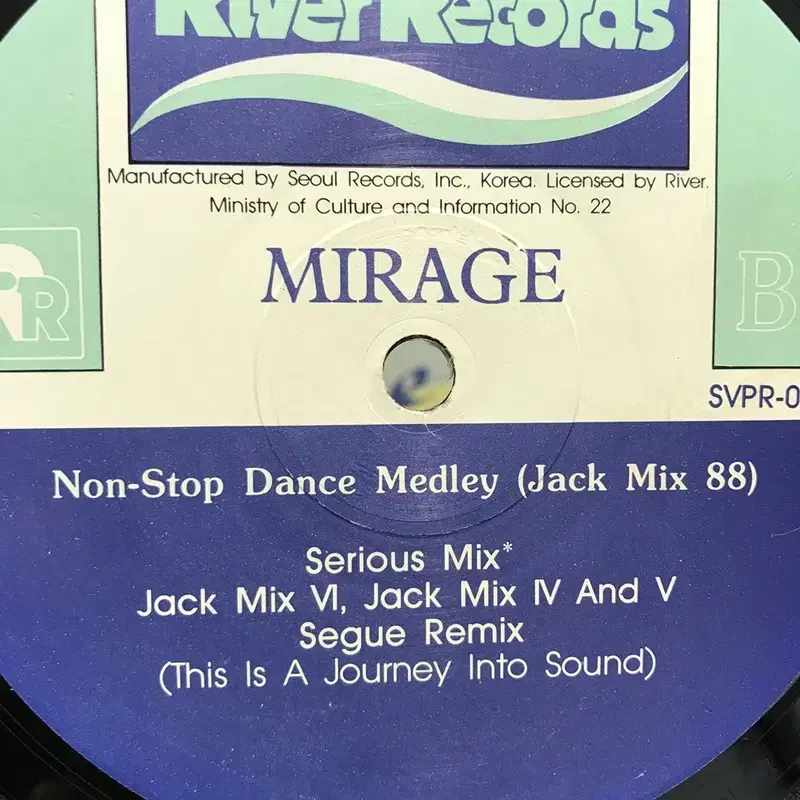 River Records
Manufactured by Seoul Records, Inc., Korea. Licensed by River.
Ministry of Culture and Information No. 22
MIRAGE
R
B
SVPR-0
Non-Stop Dance Medley (Jack Mix 88)
Serious Mix*
Jack Mix VI, Jack Mix IV And V
Segue Remix
(This Is A Journey Into Sound)